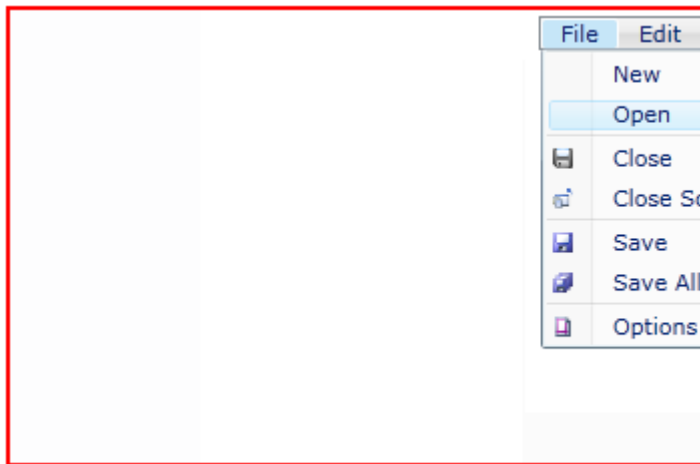 File Edit
New
Open
Close
Close So
Save
Save All
Options